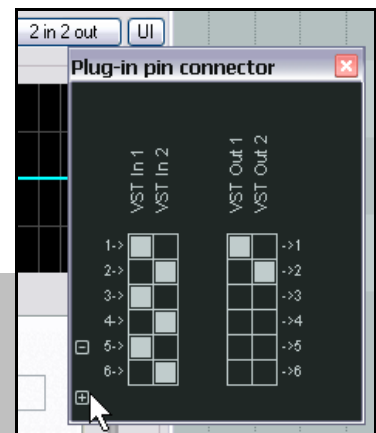 2 in 2 out UI
Plug-in pin connector
VST In 1
VST In 2
VST Out 1
VST Out 2
1-> ->1
2-> ->2
3-> ->3
4-> ->4
5-> ->5
6-> ->6